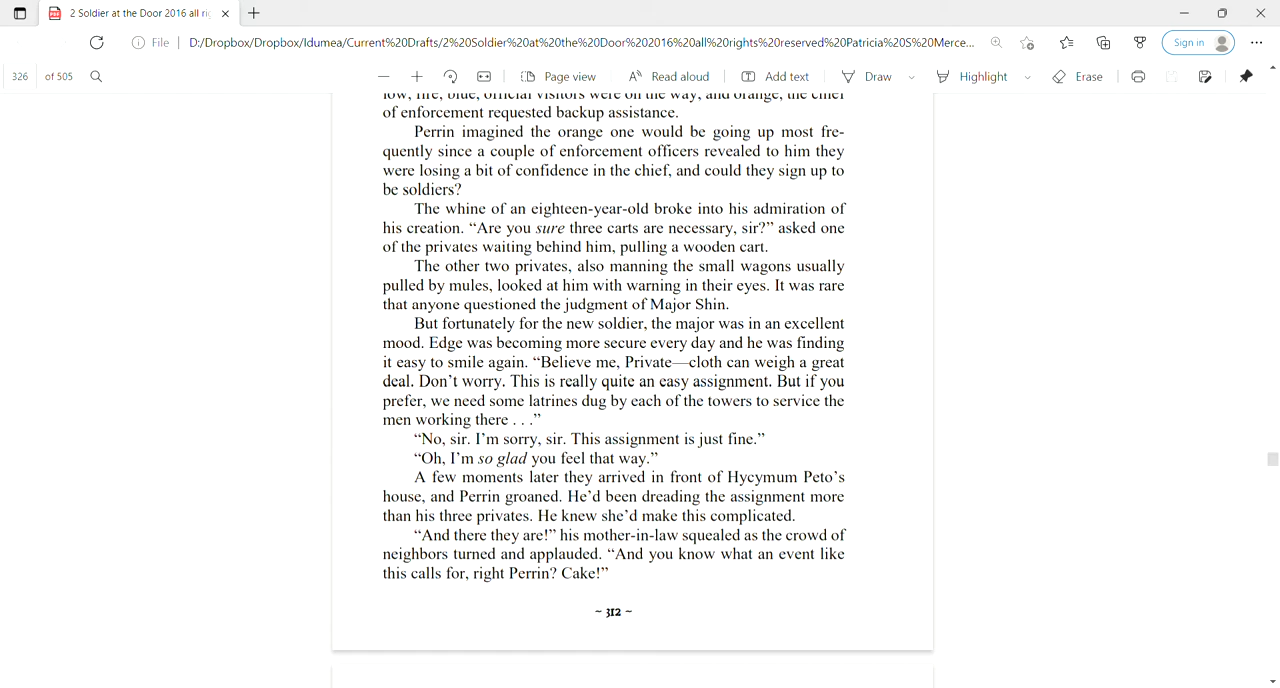 2 Soldier at the Door 2016 all ri
File
D:/Dropbox/Dropbox/Idumea/Current%20Drafts/2%20Soldier%20at%20the%20Door%202016%20all%20rights%20reserved%20Patricia%20S%20Merce...
Sign in
326 of 505
Page view
Read aloud
Add text
Draw
Highlight
Erase
low, fire, blue, official visitors were on the way, and orange, the chief
of enforcement requested backup assistance.
Perrin imagined the orange one would be going up most fre-
quently since a couple of enforcement officers revealed to him they
were losing a bit of confidence in the chief, and could they sign up to
be soldiers?
The whine of an eighteen-year-old broke into his admiration of
his creation. “Are you sure three carts are necessary, sir?” asked one
of the privates waiting behind him, pulling a wooden cart.
The other two privates, also manning the small wagons usually
pulled by mules, looked at him with warning in their eyes. It was rare
that anyone questioned the judgment of Major Shin.
But fortunately for the new soldier, the major was in an excellent
mood. Edge was becoming more secure every day and he was finding
it easy to smile again. “Believe me, Private—cloth can weigh a great
deal. Don’t worry. This is really quite an easy assignment. But if you
prefer, we need some latrines dug by each of the towers to service the
men working there . . .”
“No, sir. I’m sorry, sir. This assignment is just fine.”
“Oh, I’m so glad you feel that way.”
A few moments later they arrived in front of Hycymum Peto’s
house, and Perrin groaned. He’d been dreading the assignment more
than his three privates. He knew she’d make this complicated.
“And there they are!” his mother-in-law squealed as the crowd of
neighbors turned and applauded. “And you know what an event like
this calls for, right Perrin? Cake!”
~ 312 ~